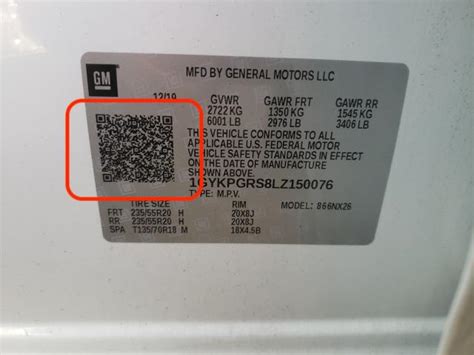 GM
MFD BY GENERAL MOTORS LLC
12/19
GVWR GAWR FRT GAWR RR
2722 KG 1350 KG 1545 KG
6001 LB 2976 LB 3406 LB
THIS VEHICLE CONFORMS TO ALL
APPLICABLE U.S. FEDERAL MOTOR
VEHICLE SAFETY STANDARDS IN EFFECT
ON THE DATE OF MANUFACTURE
SHOWN ABOVE.
1GYKPGRS8LZ150076
TYPE: M.P.V. MODEL: 866NX26
TIRE SIZE RIM
FRT 235/55R20 H 20X8J
RR 235/55R20 H 20X8J
SPA T135/70R18 M 18X4.5B